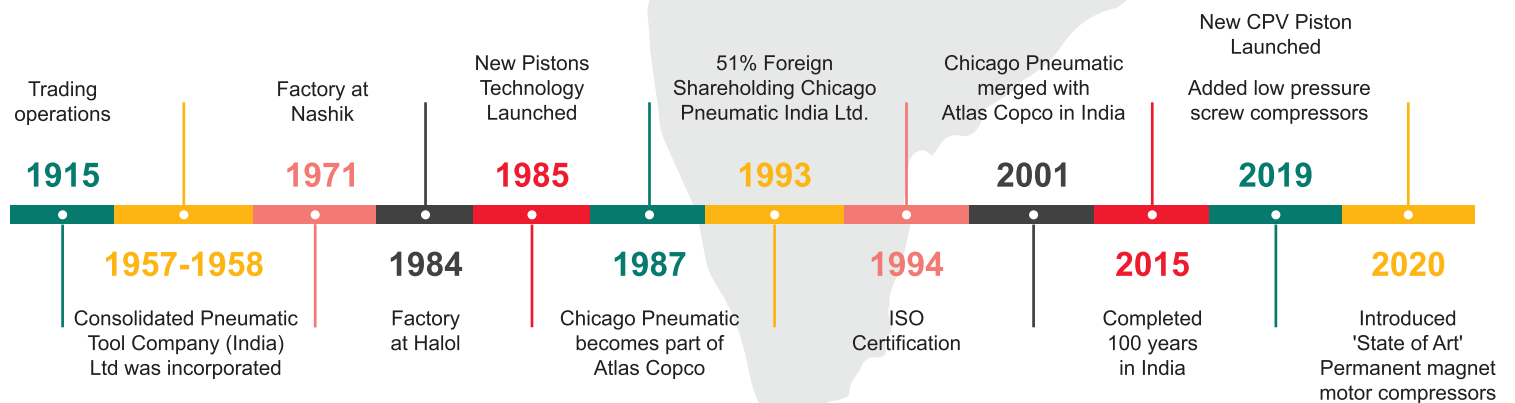 Trading
operations
1915
1957-1958
Consolidated Pneumatic
Tool Company (India)
Ltd was incorporated
Factory at
Nashik
1971
1984
Factory
at Halol
New Pistons
Technology
Launched
1985
1987
Chicago Pneumatic
becomes part of
Atlas Copco
51% Foreign
Shareholding Chicago
Pneumatic India Ltd.
1993
1994
ISO
Certification
Chicago Pneumatic
merged with
Atlas Copco in India
2001
2015
Completed
100 years
in India
New CPV Piston
Launched
Added low pressure
screw compressors
2019
2020
Introduced
'State of Art'
Permanent magnet
motor compressors